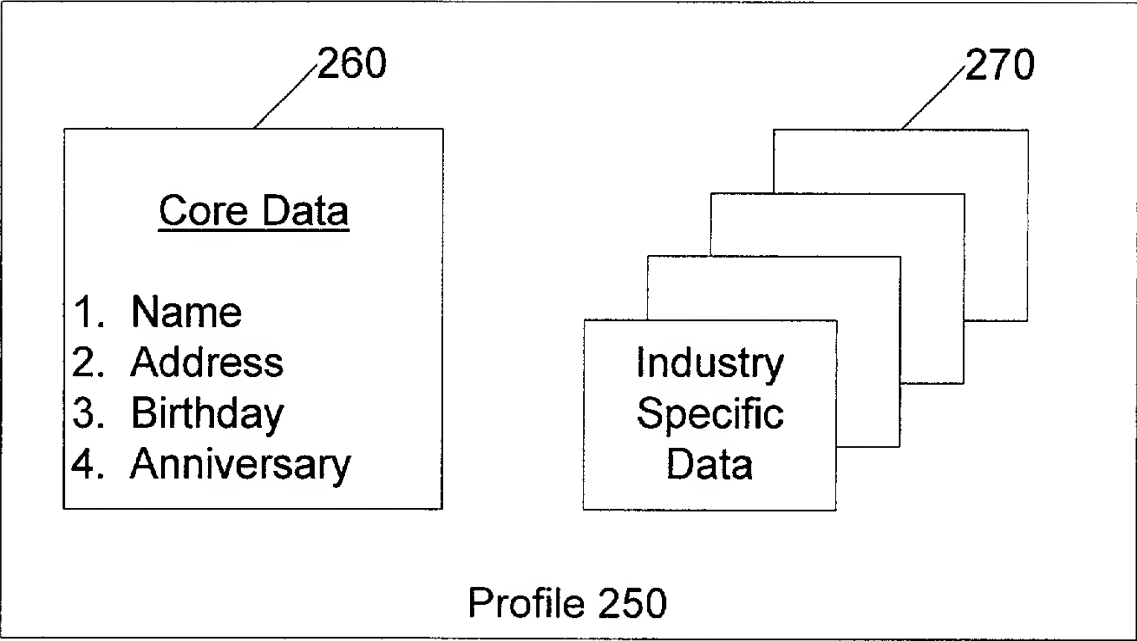 260
270
Core Data
1. Name
2. Address
3. Birthday
4. Anniversary
Industry
Specific
Data
Profile 250